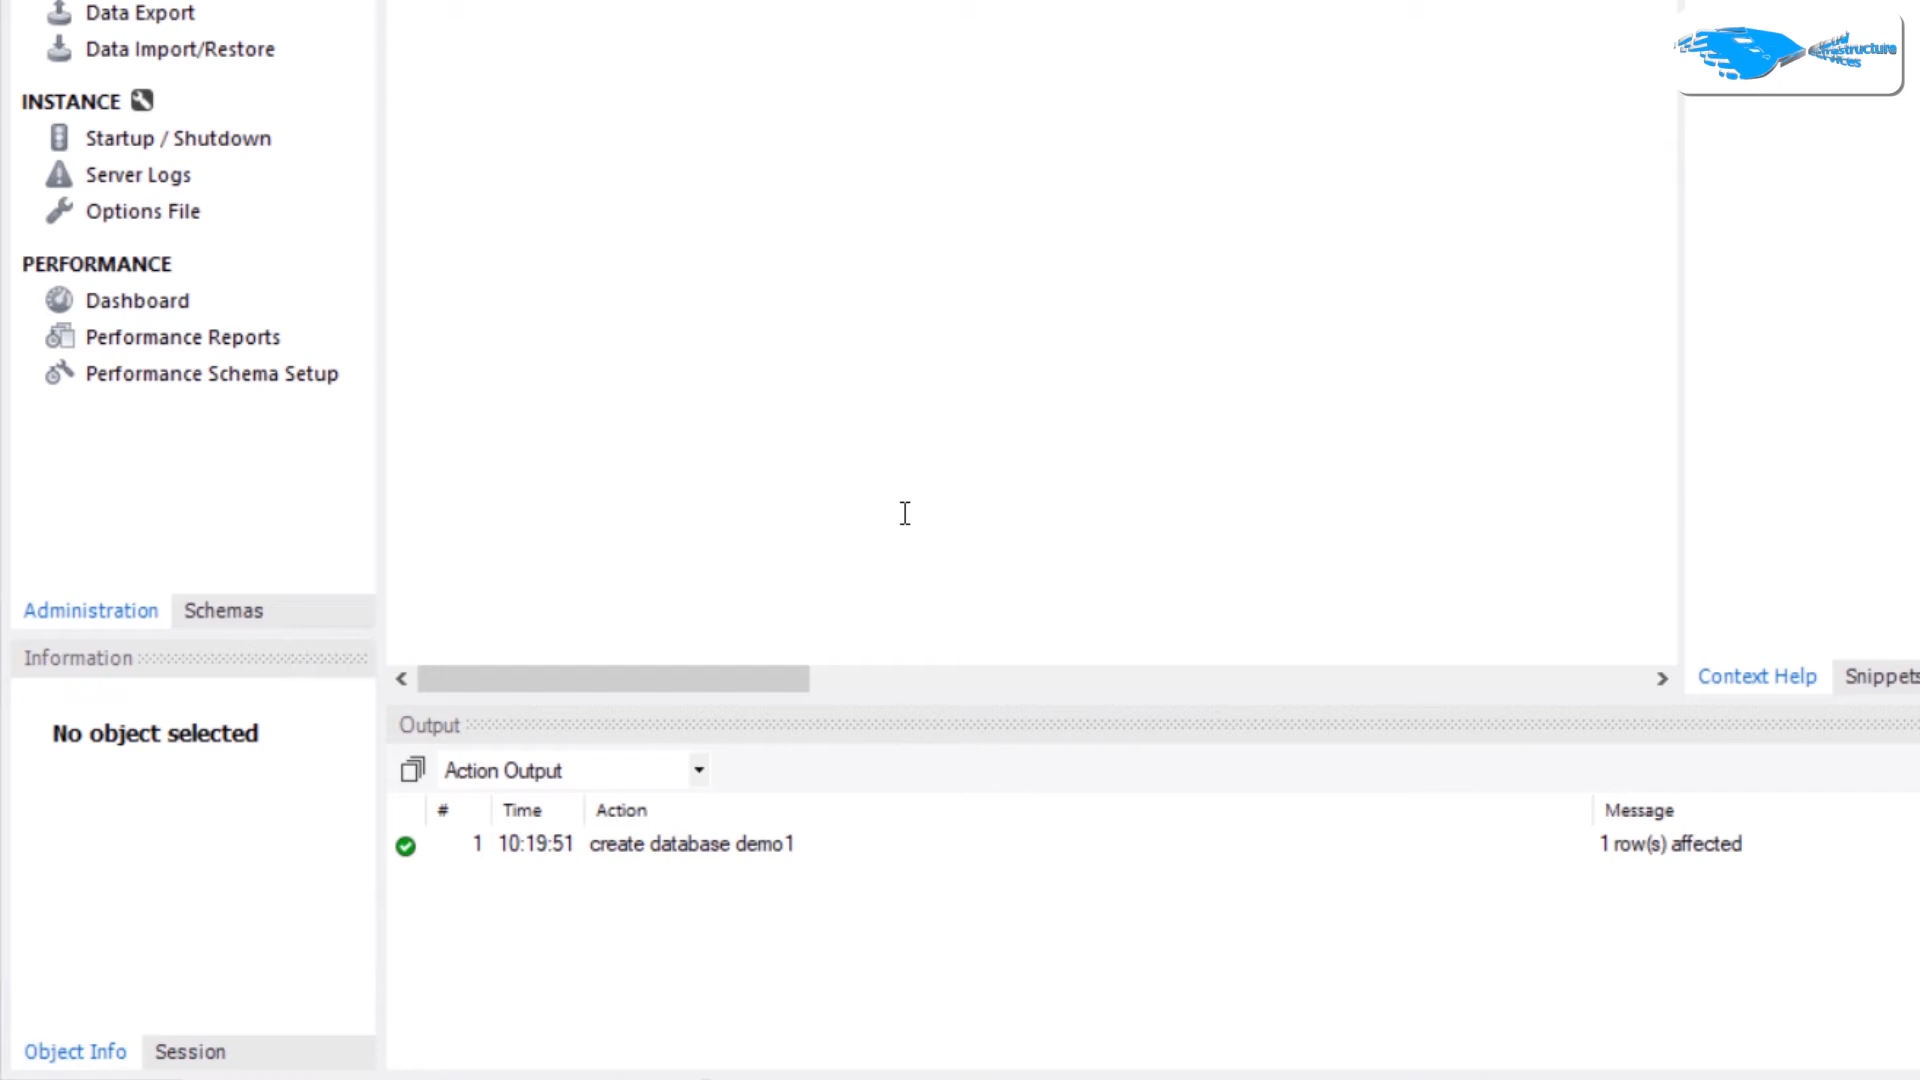 Data Export
Data Import/Restore
INSTANCE
Startup / Shutdown
Server Logs
Options File
PERFORMANCE
Dashboard
Performance Reports
Performance Schema Setup
Administration Schemas
Information
No object selected
Object Info Session
Context Help Snippets
Output
Action Output
# Time Action Message
1 10:19:51 create database demo1 1 row(s) affected